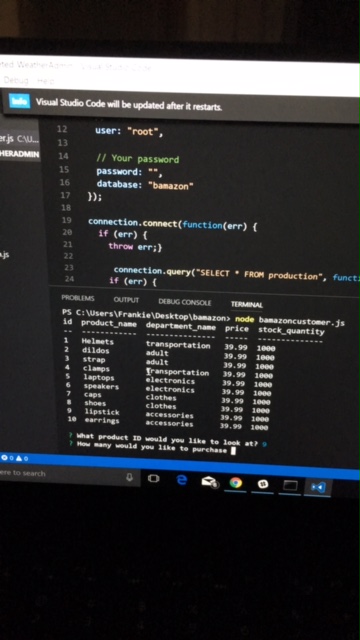 Debug Help
Visual Studio Code will be updated after it restarts.
er.js C:\U...
HERADMIN
.js
12 user: "root",
13
14 // Your password
15 password: "",
16 database: "bamazon"
17 });
18
19 connection.connect(function(err) {
20 if (err) {
21 throw err;}
22
23 connection.query("SELECT * FROM production", funct
24 if (err) {
PROBLEMS OUTPUT DEBUG CONSOLE TERMINAL
PS C:\Users\Frankie\Desktop\bamazon> node bamazoncustomer.js
id product_name department_name price stock_quantity
1 Helmets transportation 39.99 1000
2 dildos adult 39.99 1000
3 strap adult 39.99 1000
4 clamps transportation 39.99 1000
5 laptops electronics 39.99 1000
6 speakers electronics 39.99 1000
7 caps clothes 39.99 1000
8 shoes clothes 39.99 1000
9 lipstick accessories 39.99 1000
10 earrings accessories 39.99 1000
? What product ID would you like to look at? 9
? How many would you like to purchase
0 0
ere to search